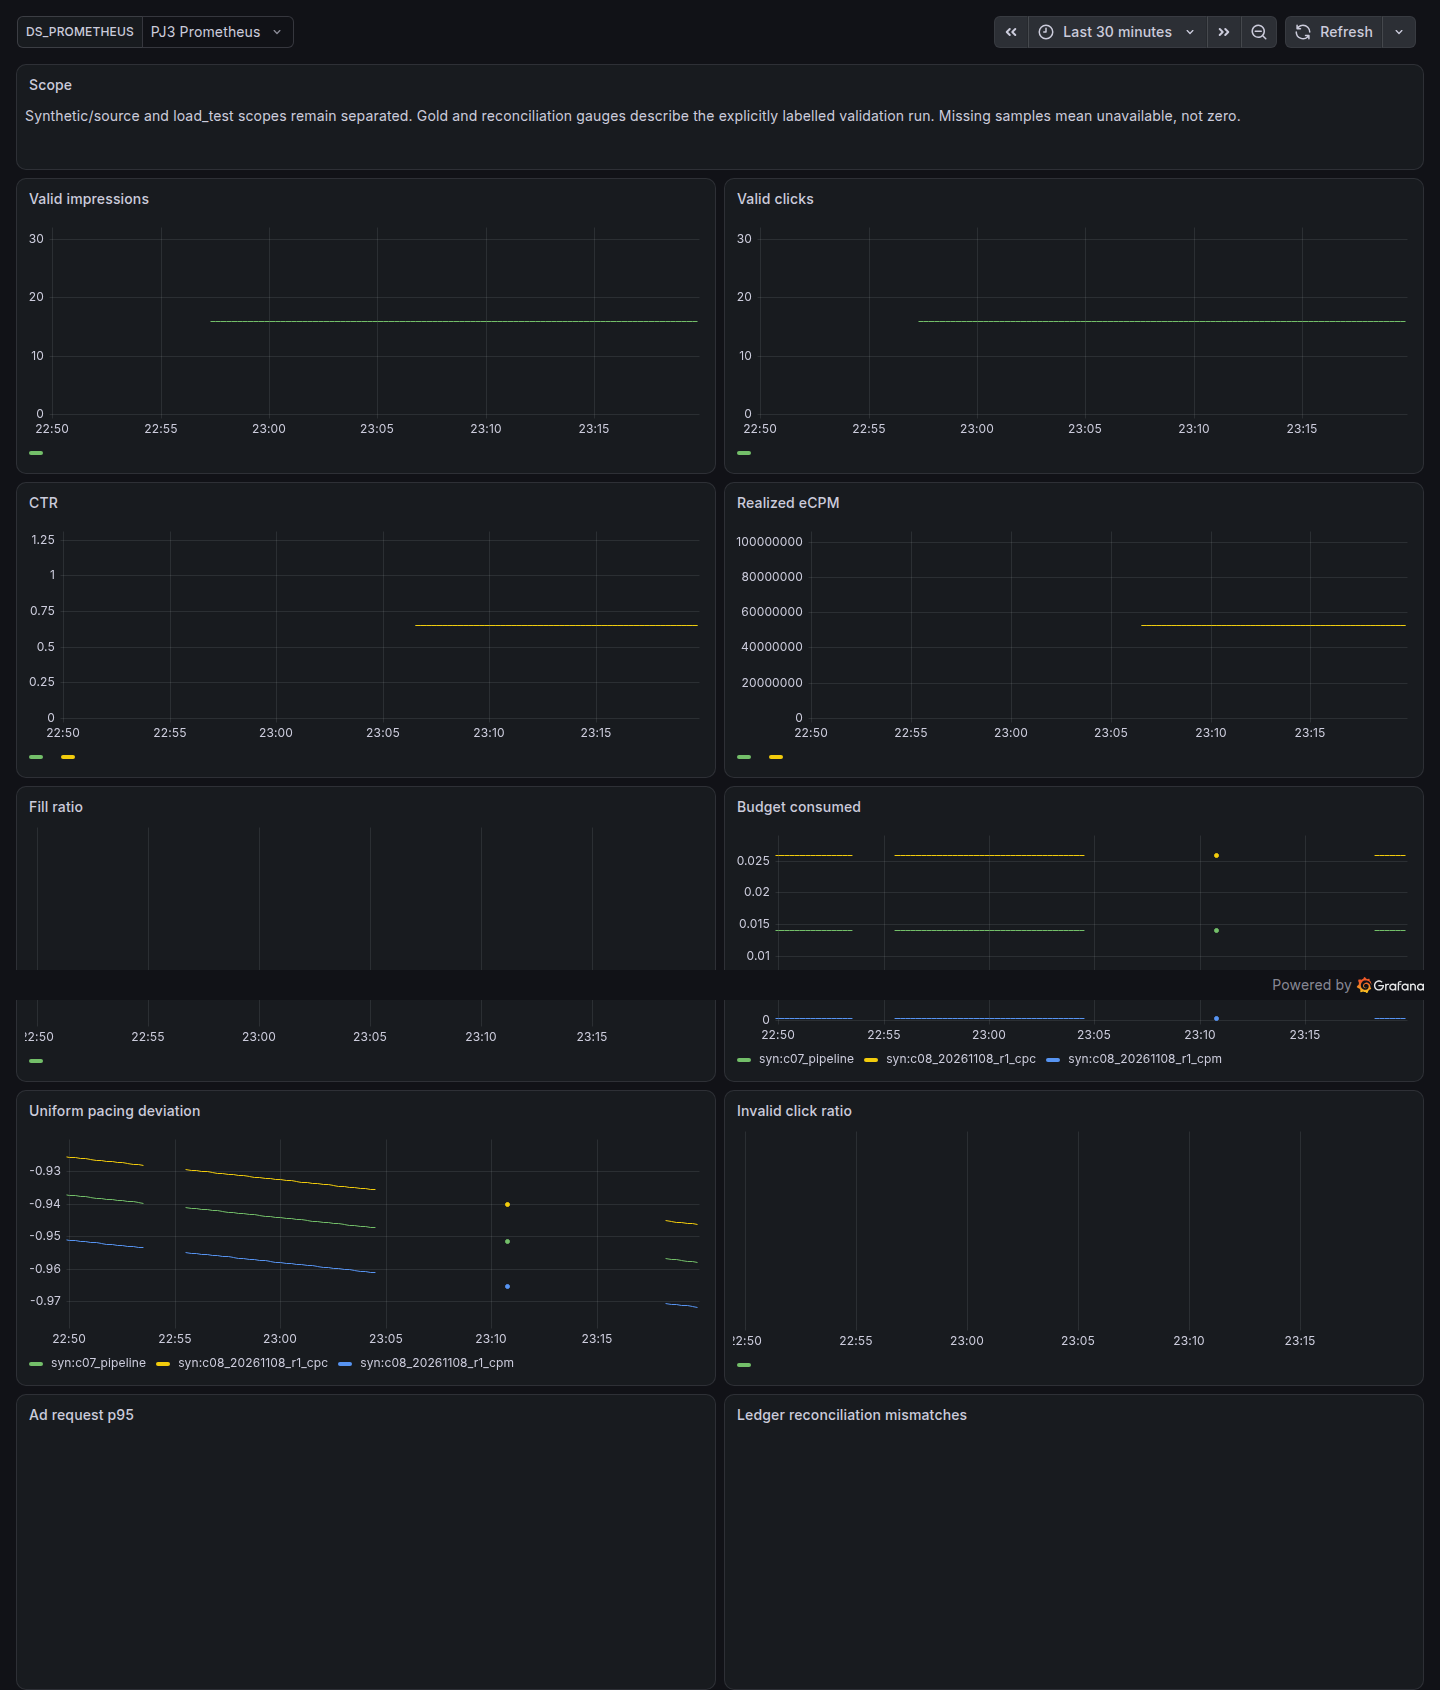 DS_PROMETHEUS PJ3 Prometheus Last 30 minutes Refresh
Scope
Synthetic/source and load_test scopes remain separated. Gold and reconciliation gauges describe the explicitly labelled validation run. Missing samples mean unavailable, not zero.
Valid impressions
30
20
10
0
22:50 22:55 23:00 23:05 23:10 23:15
Valid clicks
30
20
10
0
22:50 22:55 23:00 23:05 23:10 23:15
CTR
1.25
1
0.75
0.5
0.25
0
22:50 22:55 23:00 23:05 23:10 23:15
Realized eCPM
100000000
80000000
60000000
40000000
20000000
0
22:50 22:55 23:00 23:05 23:10 23:15
Fill ratio
22:50 22:55 23:00 23:05 23:10 23:15
Budget consumed
0.025
0.02
0.015
0.01
Powered by Grafana
0
22:50 22:55 23:00 23:05 23:10 23:15
syn:c07_pipeline syn:c08_20261108_r1_cpc syn:c08_20261108_r1_cpm
Uniform pacing deviation
-0.93
-0.94
-0.95
-0.96
-0.97
22:50 22:55 23:00 23:05 23:10 23:15
syn:c07_pipeline syn:c08_20261108_r1_cpc syn:c08_20261108_r1_cpm
Invalid click ratio
22:50 22:55 23:00 23:05 23:10 23:15
Ad request p95
Ledger reconciliation mismatches